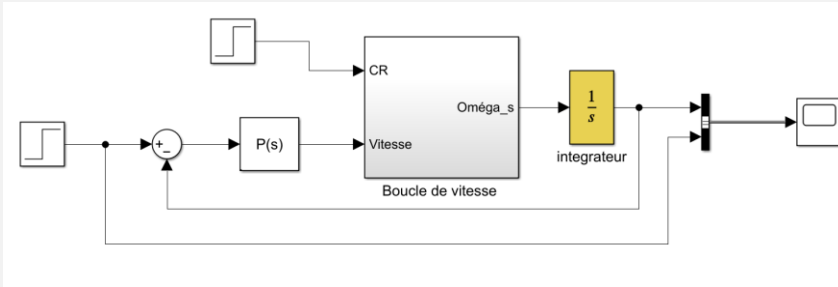 CR
Oméga_s
1
s
+
−
P(s)
Vitesse
integrateur
Boucle de vitesse